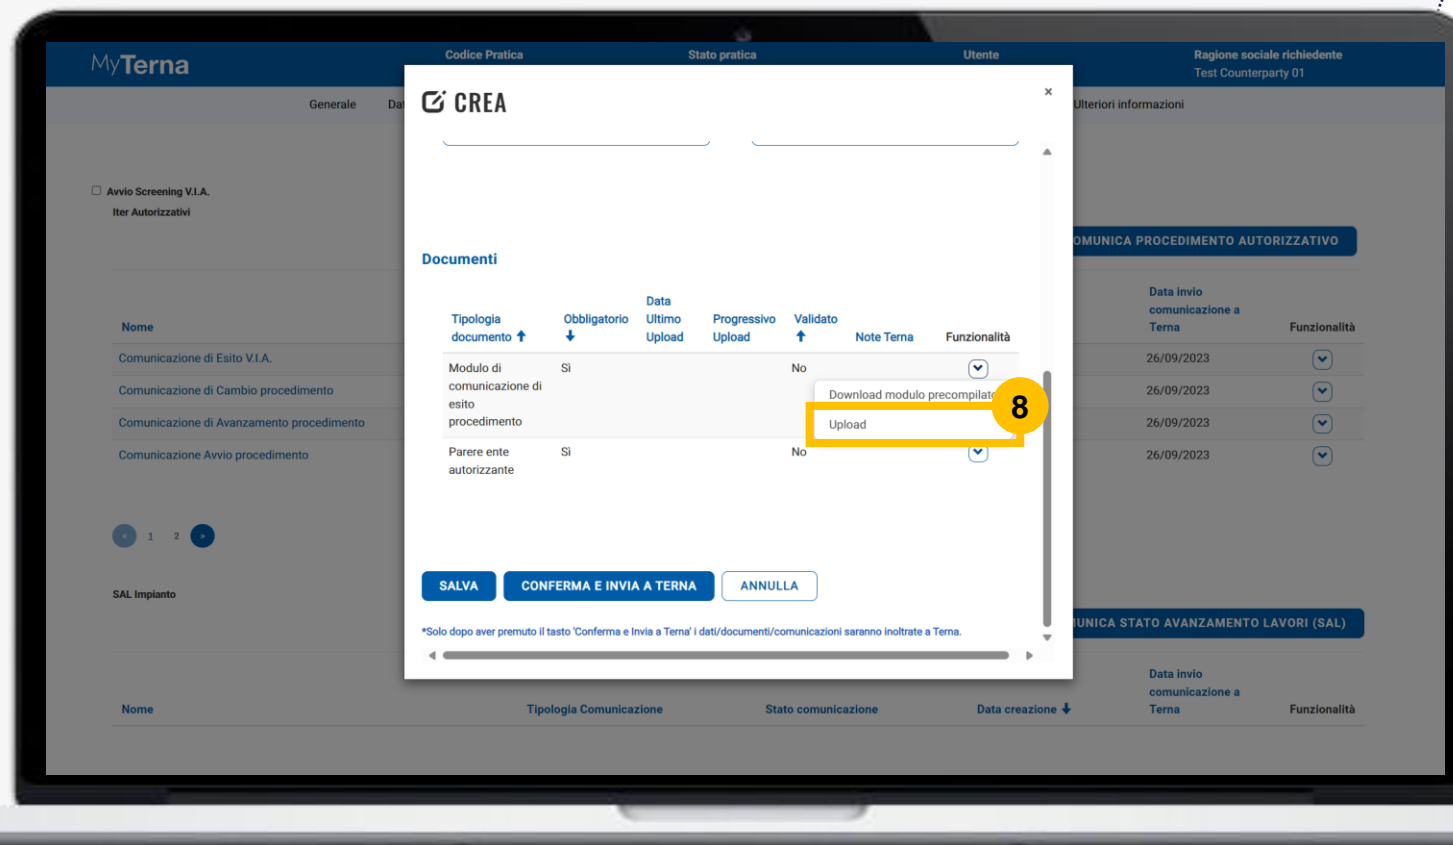 MyTerna
Codice Pratica
Stato pratica
Utente
Ragione sociale richiedente
Test Counterparty 01
Generale
Ulteriori informazioni
CREA
×
Avvio Screening V.I.A.
Iter Autorizzativi
OMUNICA PROCEDIMENTO AUTORIZZATIVO
Nome
Data invio
comunicazione a
Terna
Funzionalità
Comunicazione di Esito V.I.A.
26/09/2023
Comunicazione di Cambio procedimento
26/09/2023
Comunicazione di Avanzamento procedimento
26/09/2023
Comunicazione Avvio procedimento
26/09/2023
Documenti
Tipologia
documento
Obbligatorio
Data
Ultimo
Upload
Progressivo
Upload
Validato
Note Terna
Funzionalità
Modulo di
comunicazione di
esito
procedimento
Sì
No
Download modulo precompilato
Upload
8
Parere ente
autorizzante
Sì
No
SALVA
CONFERMA E INVIA A TERNA
ANNULLA
*Solo dopo aver premuto il tasto 'Conferma e Invia a Terna' i dati/documenti/comunicazioni saranno inoltrate a Terna.
1 2
SAL Impianto
UNICA STATO AVANZAMENTO LAVORI (SAL)
Nome
Tipologia Comunicazione
Stato comunicazione
Data creazione
Data invio
comunicazione a
Terna
Funzionalità